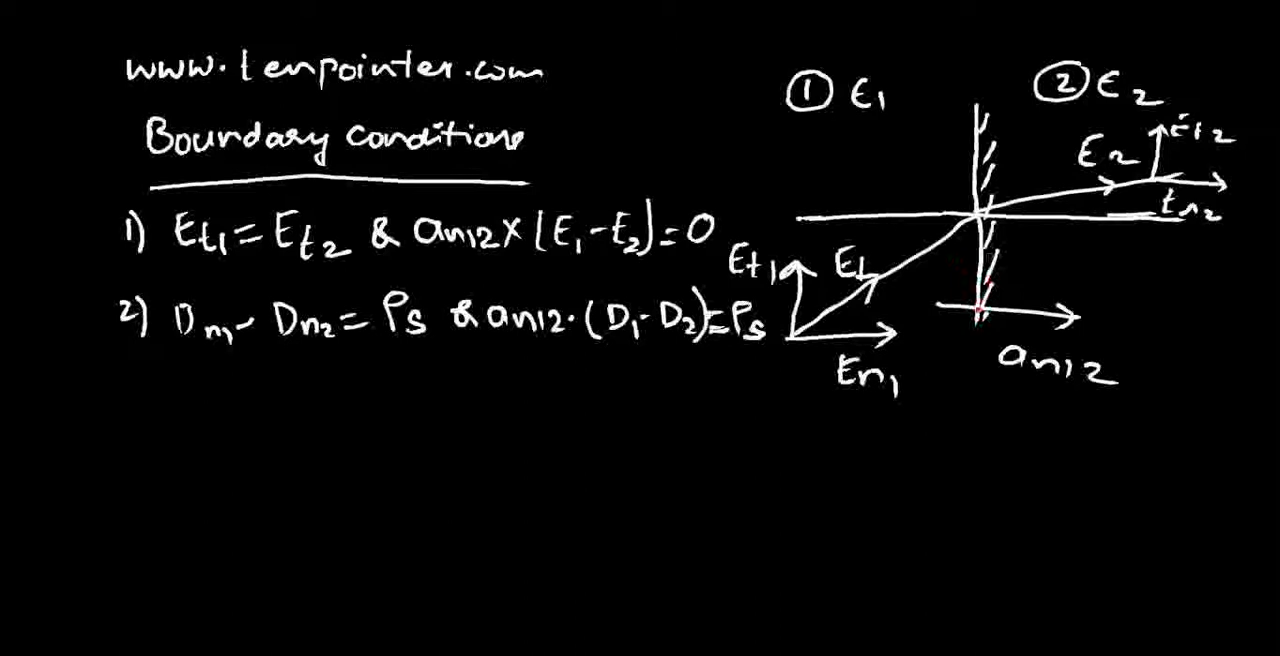 www.tenpointer.com
Boundary conditions
1) Et1 = Et2 & an12 x (E1 - E2) = 0
2) Dn1 - Dn2 = ρs & an12 . (D1 - D2) = ρs
① ε1
② ε2
Et2
E2
En2
Et1
E1
En1
an12